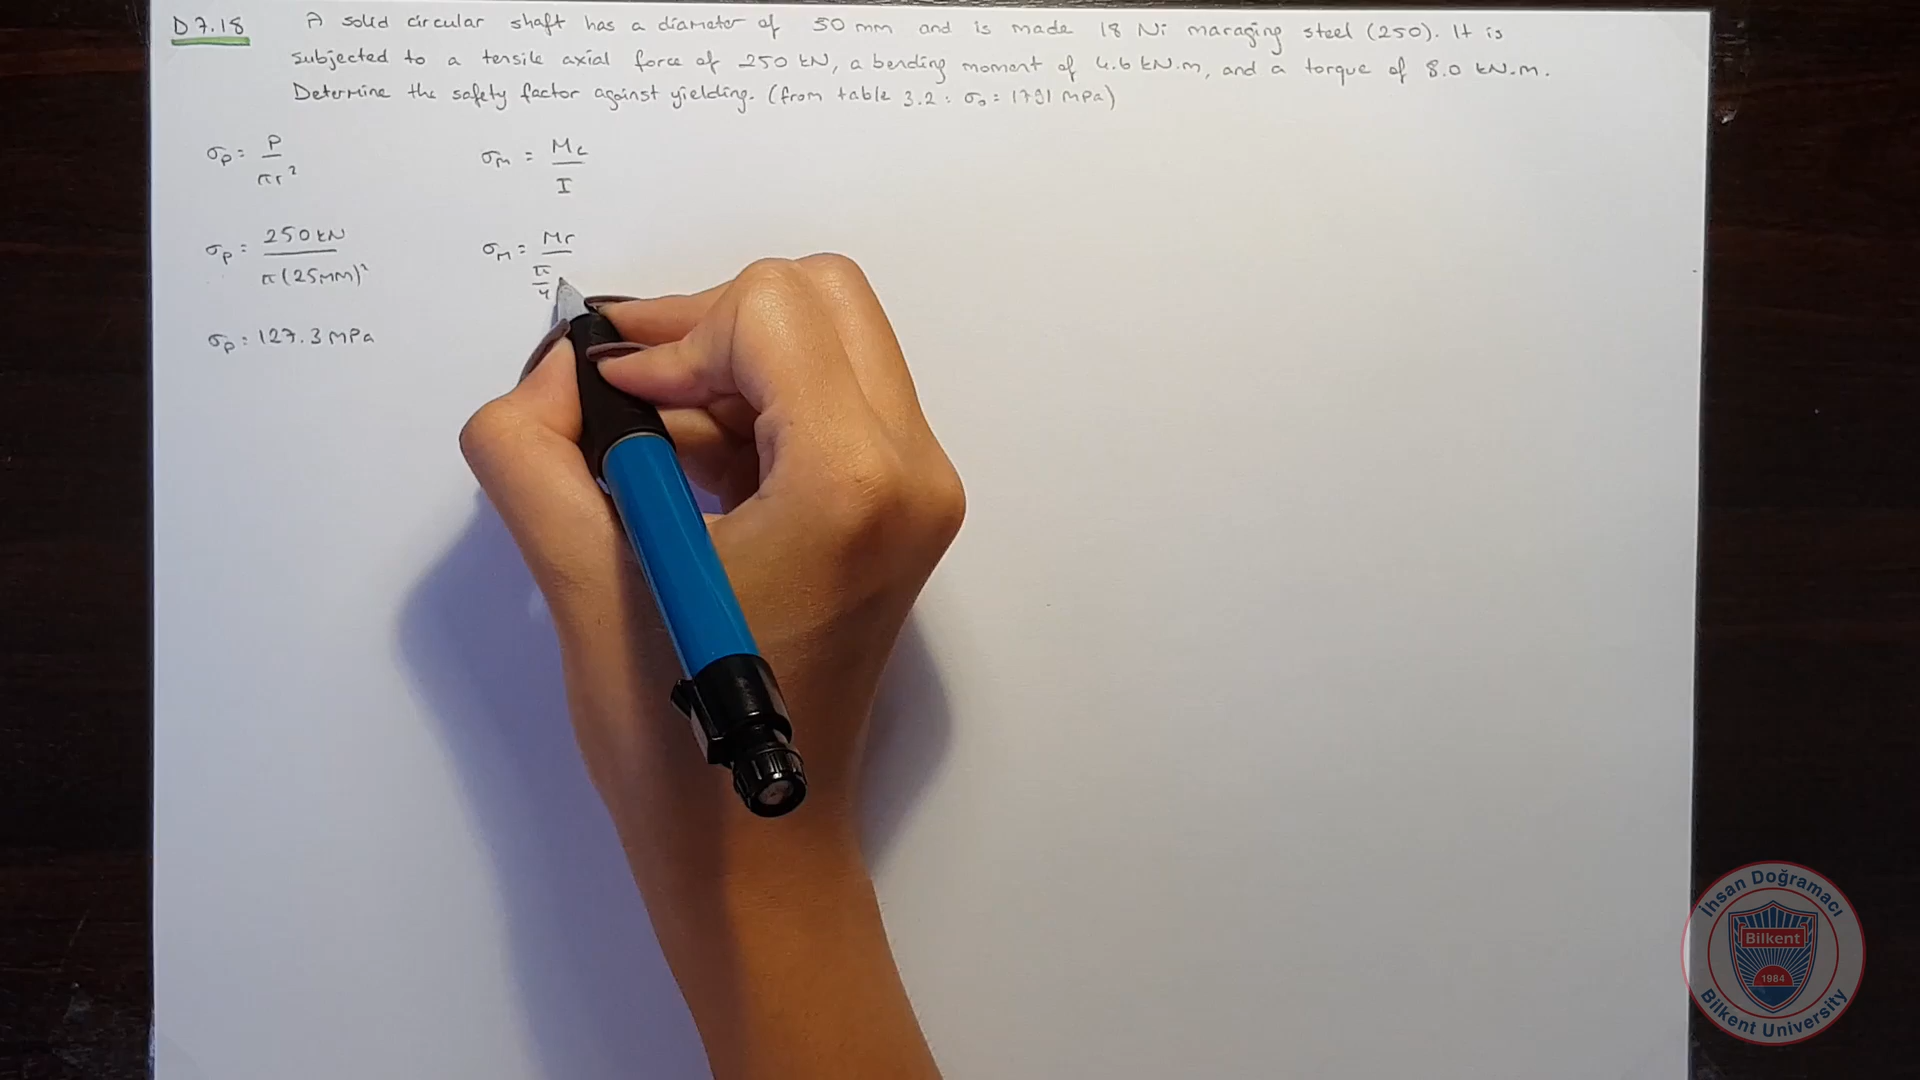 D7.18 A solid circular shaft has a diameter of 50 mm and is made 18 Ni maraging steel (250). It is
subjected to a tensile axial force of 250 kN, a bending moment of 4.6 kN.m, and a torque of 8.0 kN.m.
Determine the safety factor against yielding. (from table 3.2: σ₀ = 1791 MPa)
σP = P / πr²
σM = Mc / I
σP = 250 kN / π(25MM)²
σM = Mr / π/4
σP = 127.3 MPa
İhsan Doğramacı
Bilkent
1984
Bilkent University